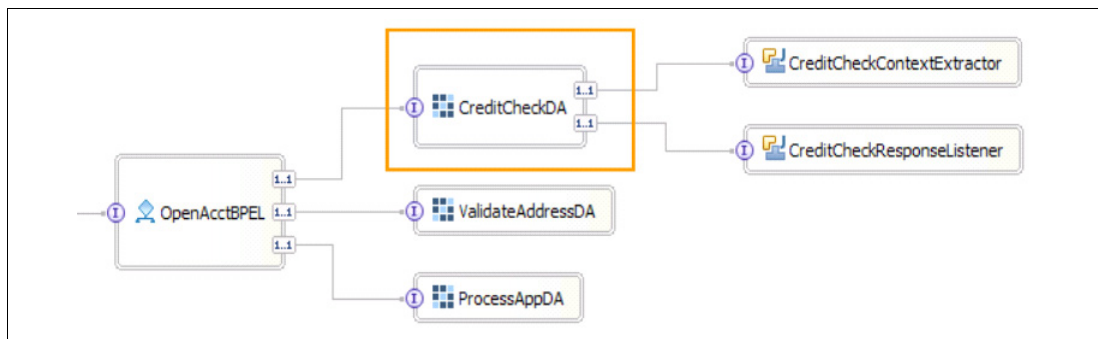 I CreditCheckContextExtractor
I CreditCheckDA 1..1
1..1
I CreditCheckResponseListener
I OpenAcctBPEL 1..1
1..1
1..1
I ValidateAddressDA
I ProcessAppDA